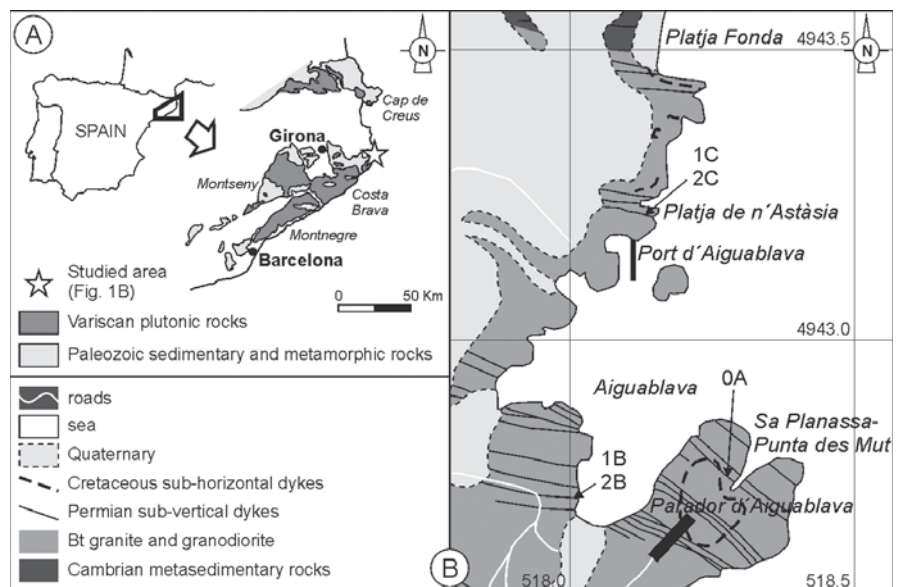 A
N
SPAIN
Cap de
Creus
Girona
Montseny
Costa
Brava
Montnegre
Barcelona
Studied area
(Fig. 1B)
0 50 Km
Variscan plutonic rocks
Paleozoic sedimentary and metamorphic rocks
roads
sea
Quaternary
Cretaceous sub-horizontal dykes
Permian sub-vertical dykes
Bt granite and granodiorite
Cambrian metasedimentary rocks
Platja Fonda
4943.5
N
1C
2C
Platja de n´Astàsia
Port d´Aiguablava
4943.0
Aiguablava
0A
Sa Planassa-
Punta des Mut
1B
2B
Parador d´Aiguablava
B
518.0
518.5